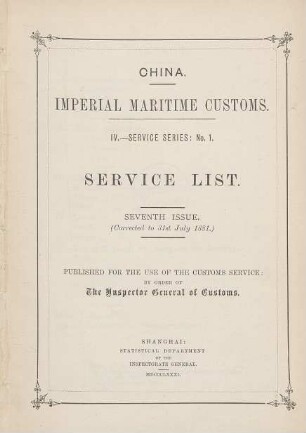 CHINA.
IMPERIAL MARITIME CUSTOMS.
IV.—SERVICE SERIES: No. 1.
SERVICE LIST.
SEVENTH ISSUE.
(Corrected to 31st July 1881.)
PUBLISHED FOR THE USE OF THE CUSTOMS SERVICE:
BY ORDER OF
The Inspector General of Customs.
SHANGHAI:
STATISTICAL DEPARTMENT
OF THE
INSPECTORATE GENERAL.
MDCCCLXXXI.